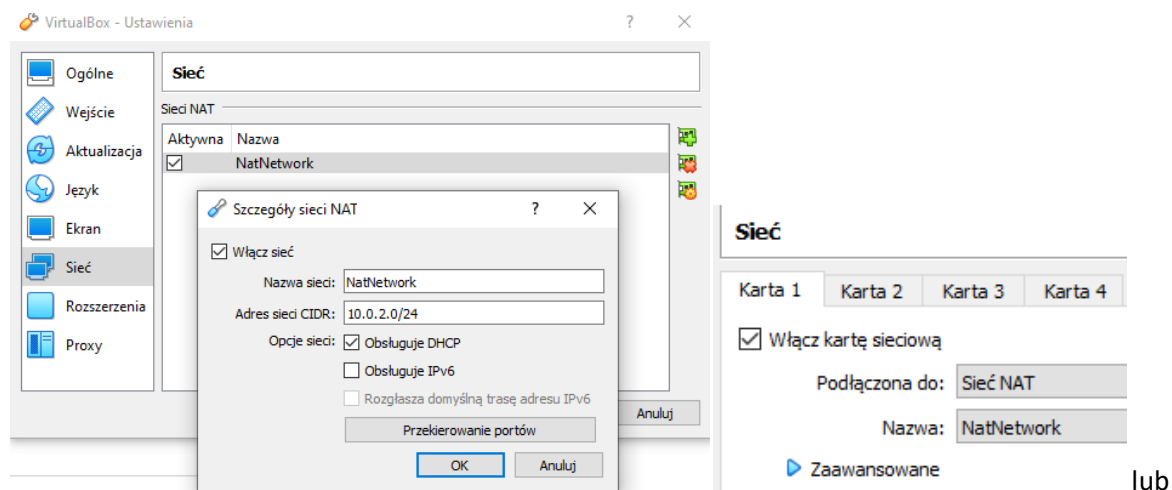 VirtualBox - Ustawienia ? ×
Ogólne
Wejście
Aktualizacja
Język
Ekran
Sieć
Rozszerzenia
Proxy
Sieć
Sieci NAT
Aktywna Nazwa
NatNetwork
Anuluj
Szczegóły sieci NAT ? ×
Włącz sieć
Nazwa sieci: NatNetwork
Adres sieci CIDR: 10.0.2.0/24
Opcje sieci: Obsługuje DHCP
Obsługuje IPv6
Rozgłasza domyślną trasę adresu IPv6
Przekierowanie portów
OK Anuluj
Sieć
Karta 1 Karta 2 Karta 3 Karta 4
Włącz kartę sieciową
Podłączona do: Sieć NAT
Nazwa: NatNetwork
Zaawansowane
lub